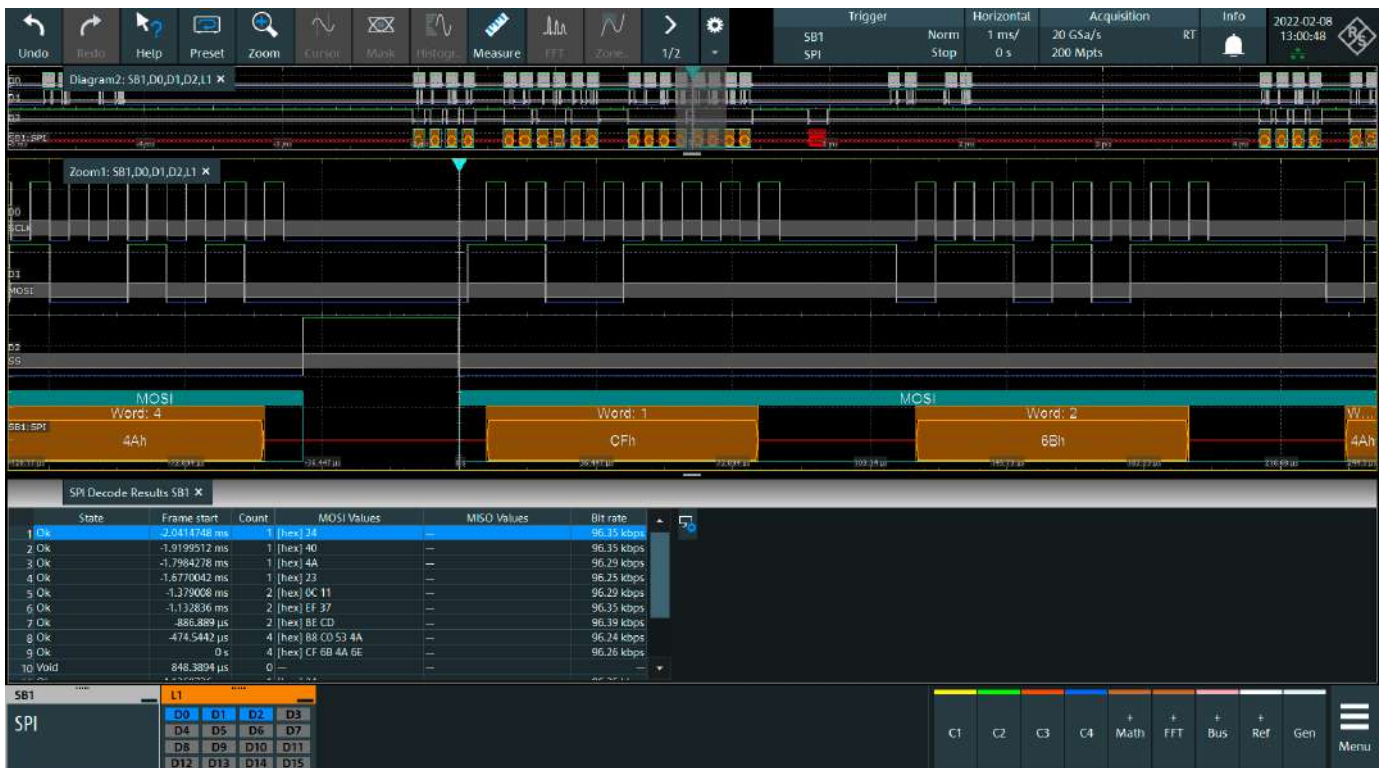 Undo Redo Help Preset Zoom Cursor Mask Histogr. Measure FFT Zone.. 1/2
Trigger Horizontal Acquisition Info 2022-02-08
SB1 Norm 1 ms/ 20 GSa/s RT 13:00:48
SPI Stop 0 s 200 Mpts
Diagram2: SB1,D0,D1,D2,L1 ×
SB1:SPI
Zoom1: SB1,D0,D1,D2,L1 ×
D0
SCLK
D1
MOSI
D2
SS
MOSI MOSI
Word: 4 Word: 1 Word: 2 W...
SB1:SPI
4Ah CFh 6Bh 4Ah
SPI Decode Results SB1 ×
State Frame start Count MOSI Values MISO Values Bit rate
1 Ok -2.0414748 ms 1 [hex] 24 — 96.35 kbps
2 Ok -1.9199512 ms 1 [hex] 40 — 96.35 kbps
3 Ok -1.7984278 ms 1 [hex] 4A — 96.29 kbps
4 Ok -1.6770042 ms 1 [hex] 23 — 96.25 kbps
5 Ok -1.379008 ms 2 [hex] 0C 11 — 96.29 kbps
6 Ok -1.132836 ms 2 [hex] EF 37 — 96.35 kbps
7 Ok -886.889 µs 2 [hex] BE CD — 96.39 kbps
8 Ok -474.5442 µs 4 [hex] B8 C0 53 4A — 96.24 kbps
9 Ok 0 s 4 [hex] CF 6B 4A 6E — 96.26 kbps
10 Void 848.3894 µs 0 — — —
SB1 L1
SPI
D0 D1 D2 D3
D4 D5 D6 D7
D8 D9 D10 D11
D12 D13 D14 D15
C1 C2 C3 C4 + Math + FFT + Bus + Ref Gen Menu